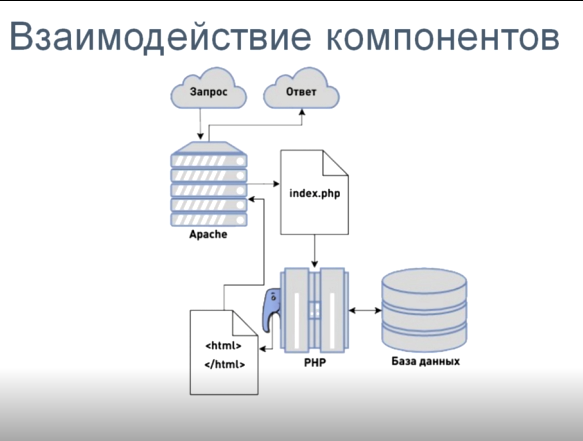 Взаимодействие компонентов
Запрос
Ответ
index.php
Apache
<html>
</html>
PHP
База данных